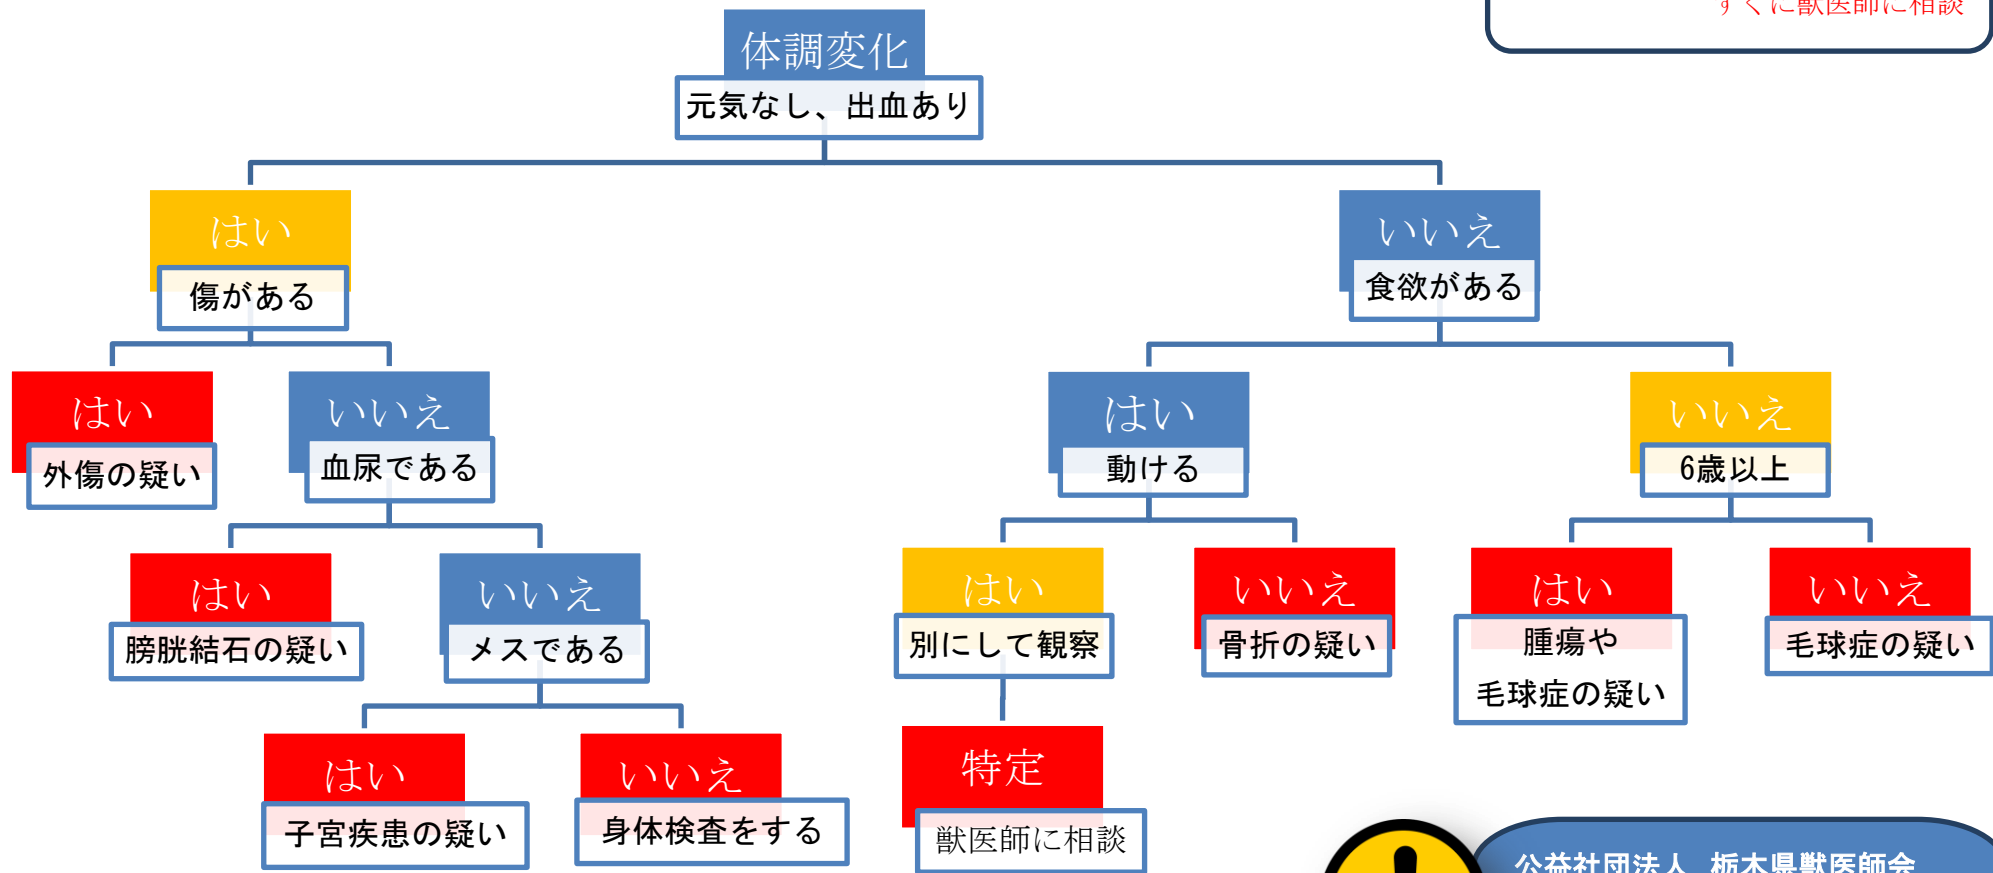 すぐに獣医師に相談
体調変化
元気なし、出血あり
はい
傷がある
いいえ
食欲がある
はい
外傷の疑い
いいえ
血尿である
はい
動ける
いいえ
6歳以上
はい
膀胱結石の疑い
いいえ
メスである
はい
別にして観察
いいえ
骨折の疑い
はい
腫瘍や
毛球症の疑い
いいえ
毛球症の疑い
はい
子宮疾患の疑い
いいえ
身体検査をする
特定
獣医師に相談
公益社団法人 栃木県獣医師会